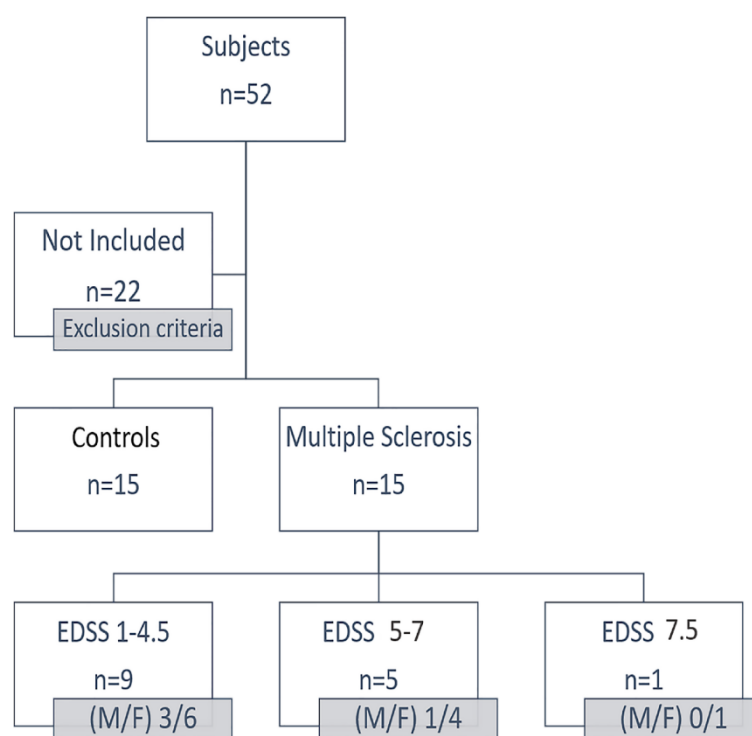 Subjects
n=52
Not Included
n=22
Exclusion criteria
Controls
n=15
Multiple Sclerosis
n=15
EDSS 1-4.5
n=9
(M/F) 3/6
EDSS 5-7
n=5
(M/F) 1/4
EDSS 7.5
n=1
(M/F) 0/1